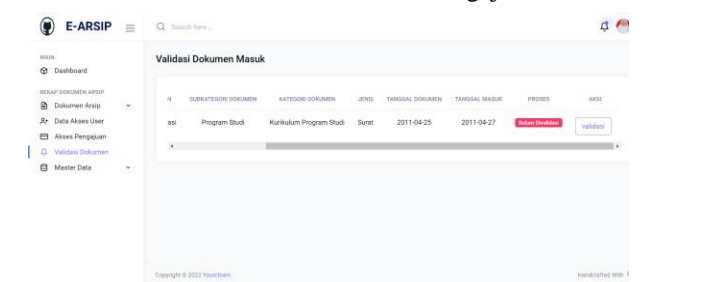 E-ARSIP
Search here...
MAIN
Dashboard
REKAP DOKUMEN ARSIP
Dokumen Arsip
Data Akses User
Akses Pengajuan
Validasi Dokumen
Master Data
Validasi Dokumen Masuk
N SUBKATEGORI DOKUMEN KATEGORI DOKUMEN JENIS TANGGAL DOKUMEN TANGGAL MASUK PROSES AKSI
asi Program Studi Kurikulum Program Studi Surat 2011-04-25 2011-04-27 Belum Divalidasi validasi
Copyright © 2022 Yourclown. Handcrafted With